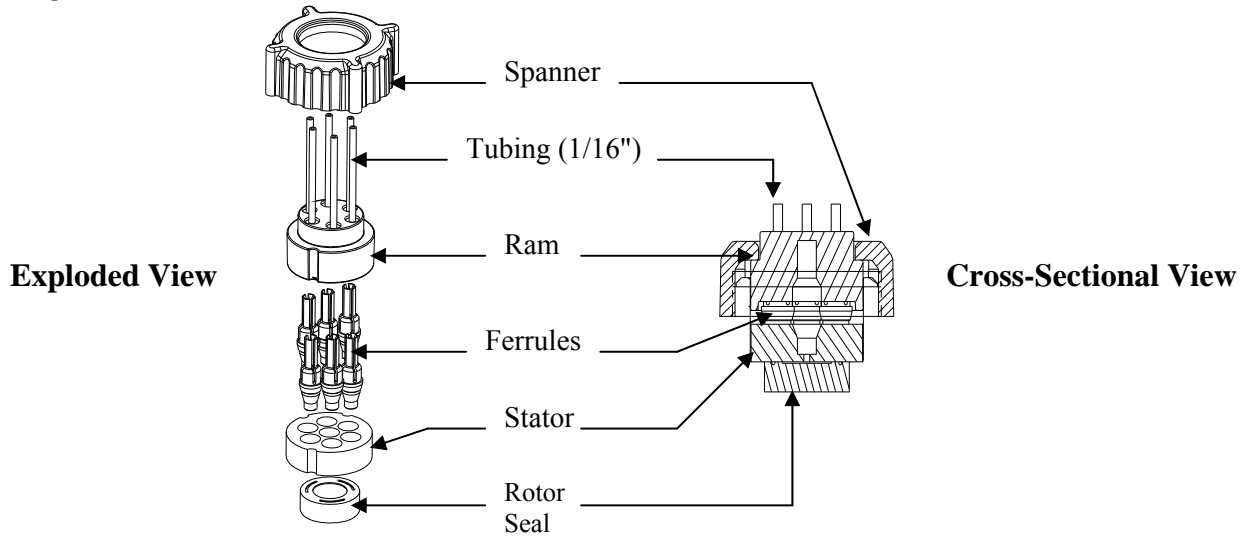 Spanner
Tubing (1/16")
Ram
Exploded View
Cross-Sectional View
Ferrules
Stator
Rotor
Seal